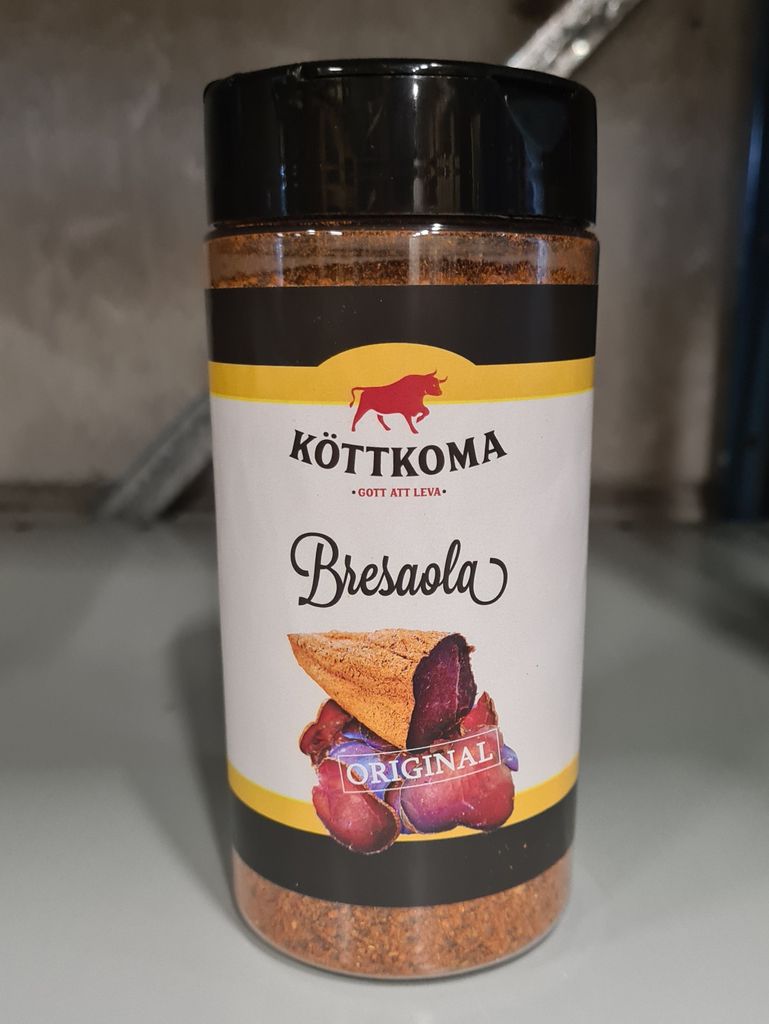 KÖTTKOMA
• GOTT ATT LEVA •
Bresaola
ORIGINAL